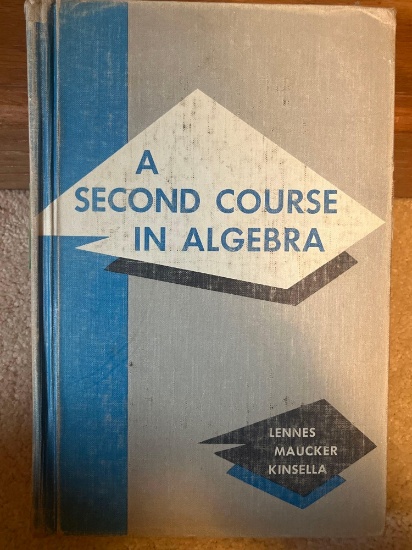 A
SECOND COURSE
IN ALGEBRA
LENNES
MAUCKER
KINSELLA